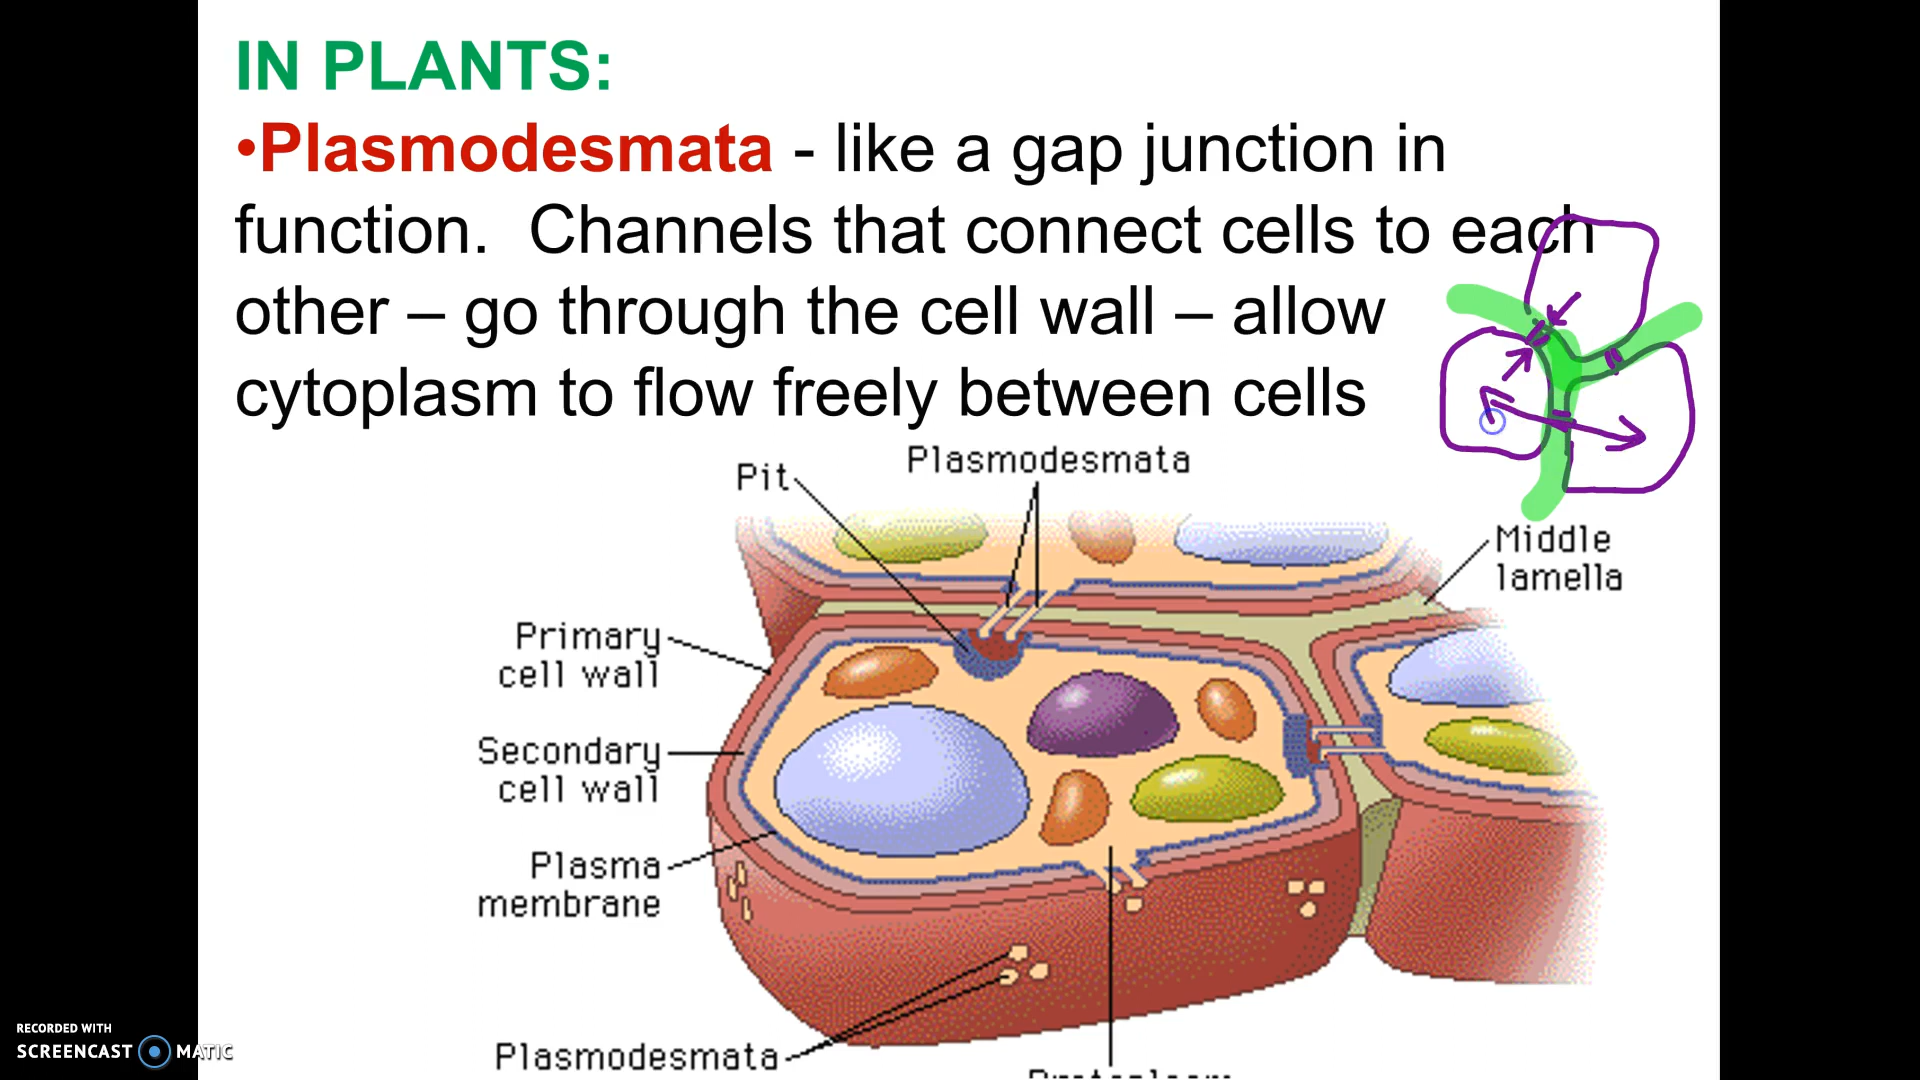 IN PLANTS:
•Plasmodesmata - like a gap junction in
function.  Channels that connect cells to each
other – go through the cell wall – allow
cytoplasm to flow freely between cells
Plasmodesmata
Pit
Middle
lamella
Primary
cell wall
Secondary
cell wall
Plasma
membrane
Plasmodesmata
RECORDED WITH
SCREENCAST MATIC